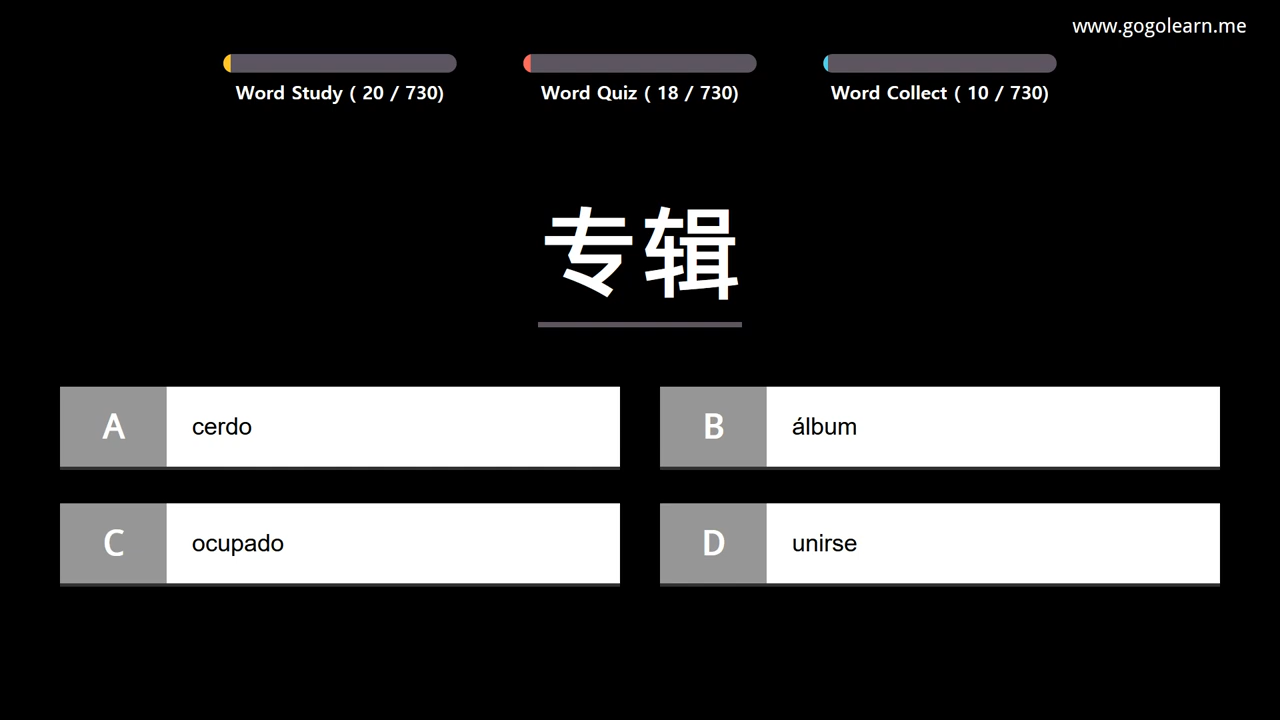 www.gogolearn.me
Word Study ( 20 / 730)
Word Quiz ( 18 / 730)
Word Collect ( 10 / 730)
专辑
A cerdo
B álbum
C ocupado
D unirse